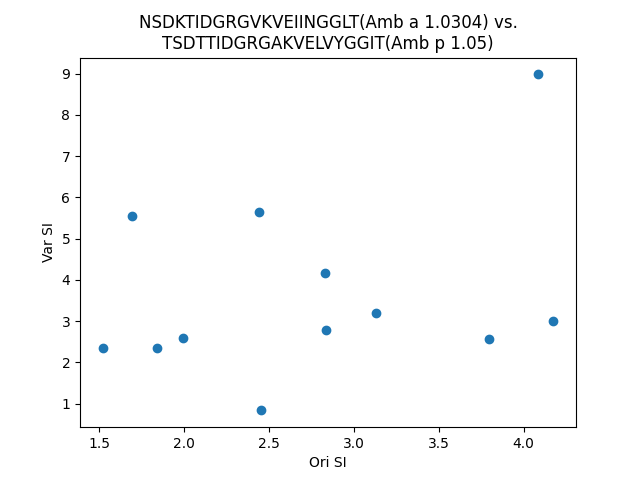 NSDKTIDGRGVKVEIINGGLT(Amb a 1.0304) vs.
TSDTTIDGRGAKVELVYGGIT(Amb p 1.05)
9
8
7
6
5
4
3
2
1
Var SI
1.5 2.0 2.5 3.0 3.5 4.0
Ori SI